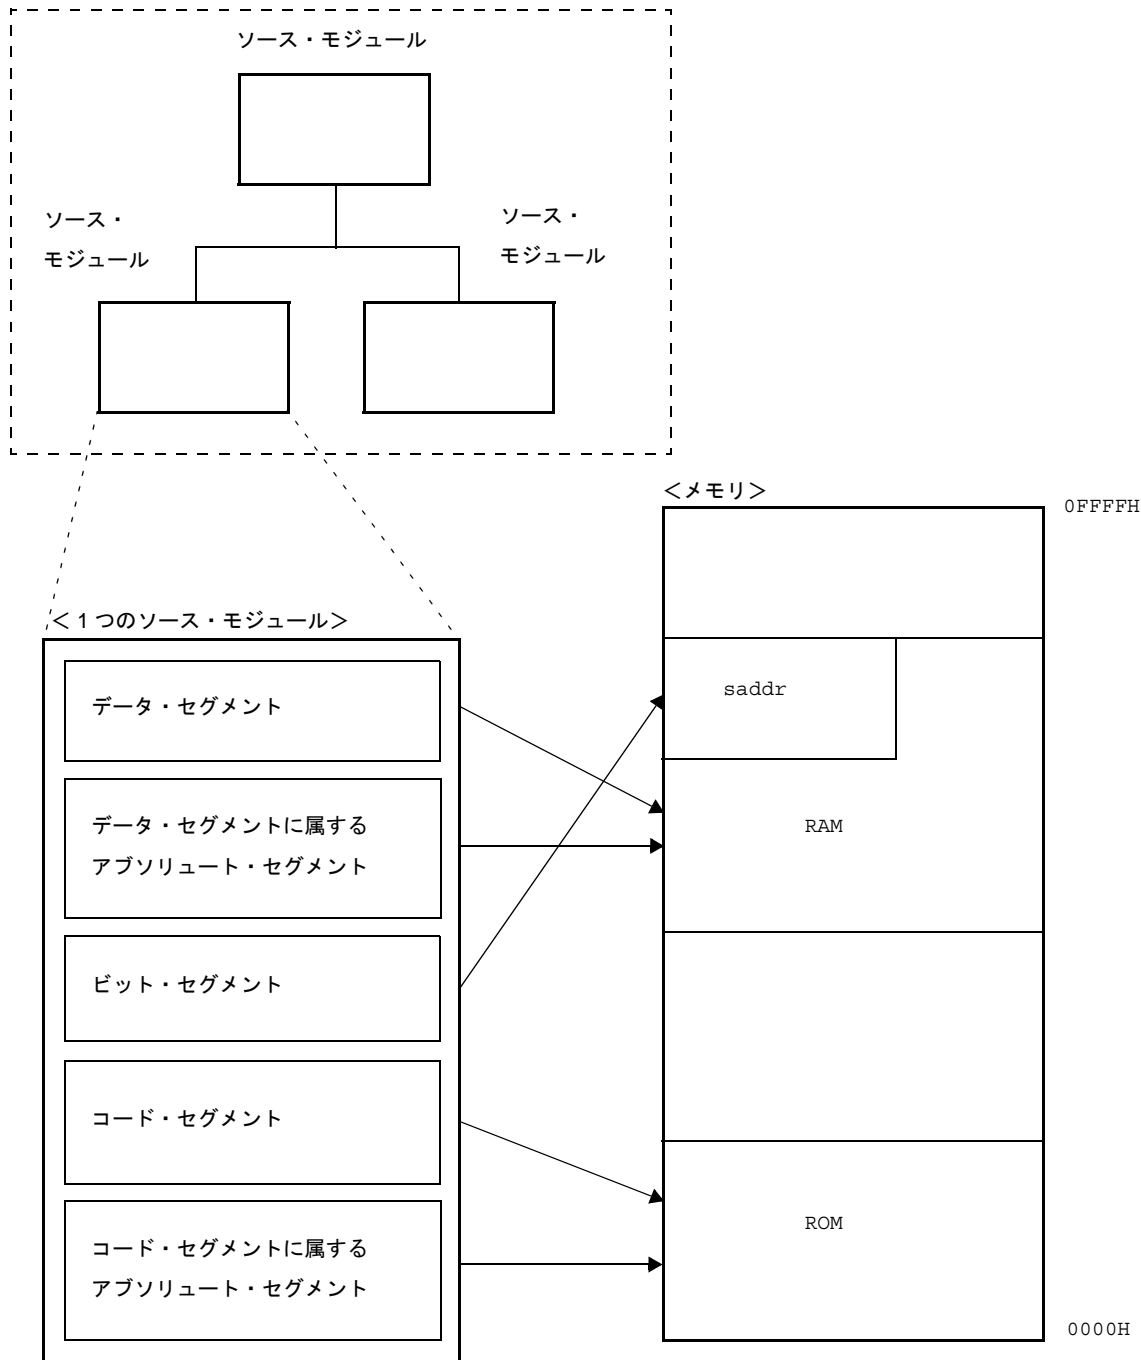 ソース・モジュール
ソース・
モジュール
ソース・
モジュール
＜メモリ＞
0FFFFH
＜１つのソース・モジュール＞
データ・セグメント
データ・セグメントに属する
アブソリュート・セグメント
ビット・セグメント
コード・セグメント
コード・セグメントに属する
アブソリュート・セグメント
saddr
RAM
ROM
0000H